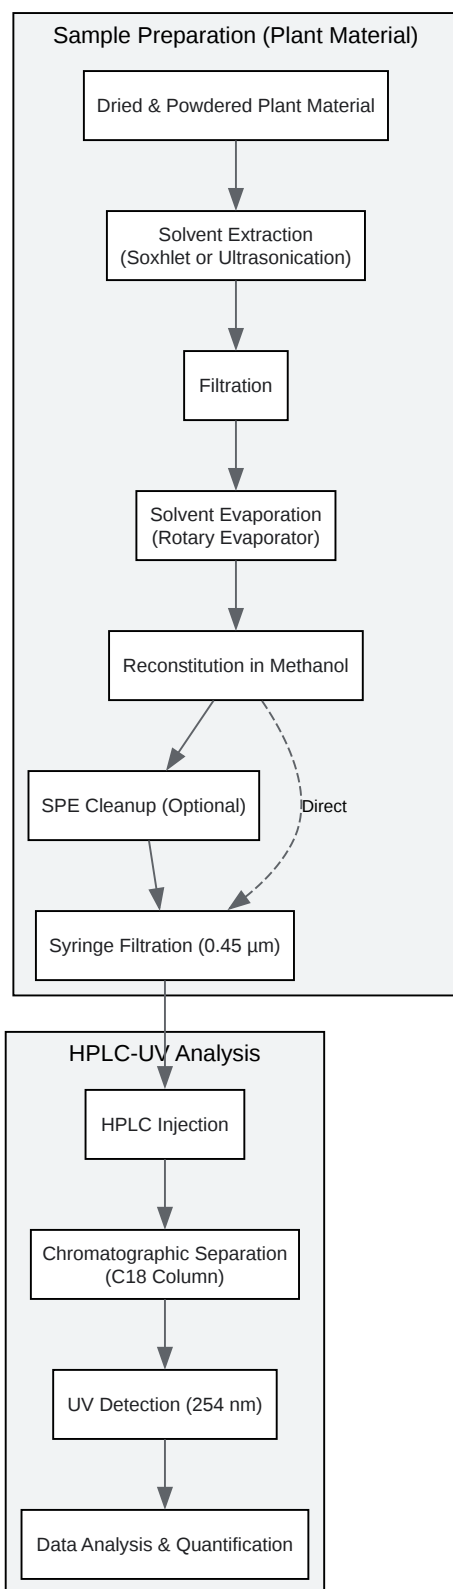 Sample Preparation (Plant Material)
Dried & Powdered Plant Material
Solvent Extraction
(Soxhlet or Ultrasonication)
Filtration
Solvent Evaporation
(Rotary Evaporator)
Reconstitution in Methanol
SPE Cleanup (Optional)
Direct
Syringe Filtration (0.45 µm)
HPLC-UV Analysis
HPLC Injection
Chromatographic Separation
(C18 Column)
UV Detection (254 nm)
Data Analysis & Quantification